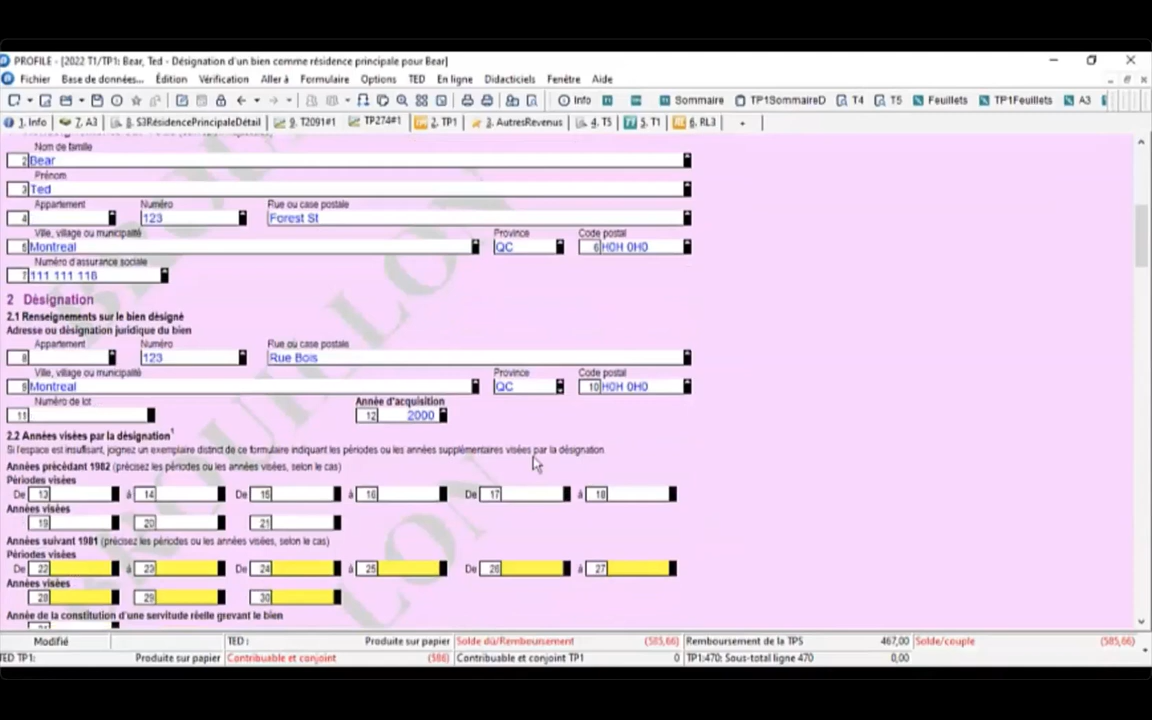 PROFILE - [2022 T1/TP1: Bear, Ted - Désignation d'un bien comme résidence principale pour Bear]
Fichier Base de données... Édition Vérification Aller à Formulaire Options TED En ligne Didacticiels Fenêtre Aide
Info Sommaire TP1SommaireD T4 T5 Feuillets TP1Feuillets A3
1. Info 7. A3 8. S3RésidencePrincipaleDétail 9. T2091#1 TP274#1 2. TP1 3. AutresRevenus 4. T5 5. T1 6. RL3 +
Nom de famille
2 Bear
Prénom
3 Ted
Appartement Numéro Rue ou case postale
4 123 Forest St
Ville, village ou municipalité Province Code postal
5 Montreal QC 6 H0H 0H0
Numéro d'assurance sociale
7 111 111 118
2 Désignation
2.1 Renseignements sur le bien désigné
Adresse ou désignation juridique du bien
Appartement Numéro Rue ou case postale
8 123 Rue Bois
Ville, village ou municipalité Province Code postal
9 Montreal QC 10 H0H 0H0
Numéro de lot Année d'acquisition
11 12 2000
2.2 Années visées par la désignation1
Si l'espace est insuffisant, joignez un exemplaire distinct de ce formulaire indiquant les périodes ou les années supplémentaires visées par la désignation
Années précédant 1982 (précisez les périodes ou les années visées, selon le cas)
Périodes visées
De 13 à 14 De 15 à 16 De 17 à 18
Années visées
19 20 21
Années suivant 1981 (précisez les périodes ou les années visées, selon le cas)
Périodes visées
De 22 à 23 De 24 à 25 De 26 à 27
Années visées
28 29 30
Année de la constitution d'une servitude réelle grevant le bien
Modifié TED : Produite sur papier Solde dû/Remboursement (585,66) Remboursement de la TPS 467,00 Solde/couple (585,66)
TED TP1: Produite sur papier Contribuable et conjoint (586) Contribuable et conjoint TP1 0 TP1:470: Sous-total ligne 470 0,00